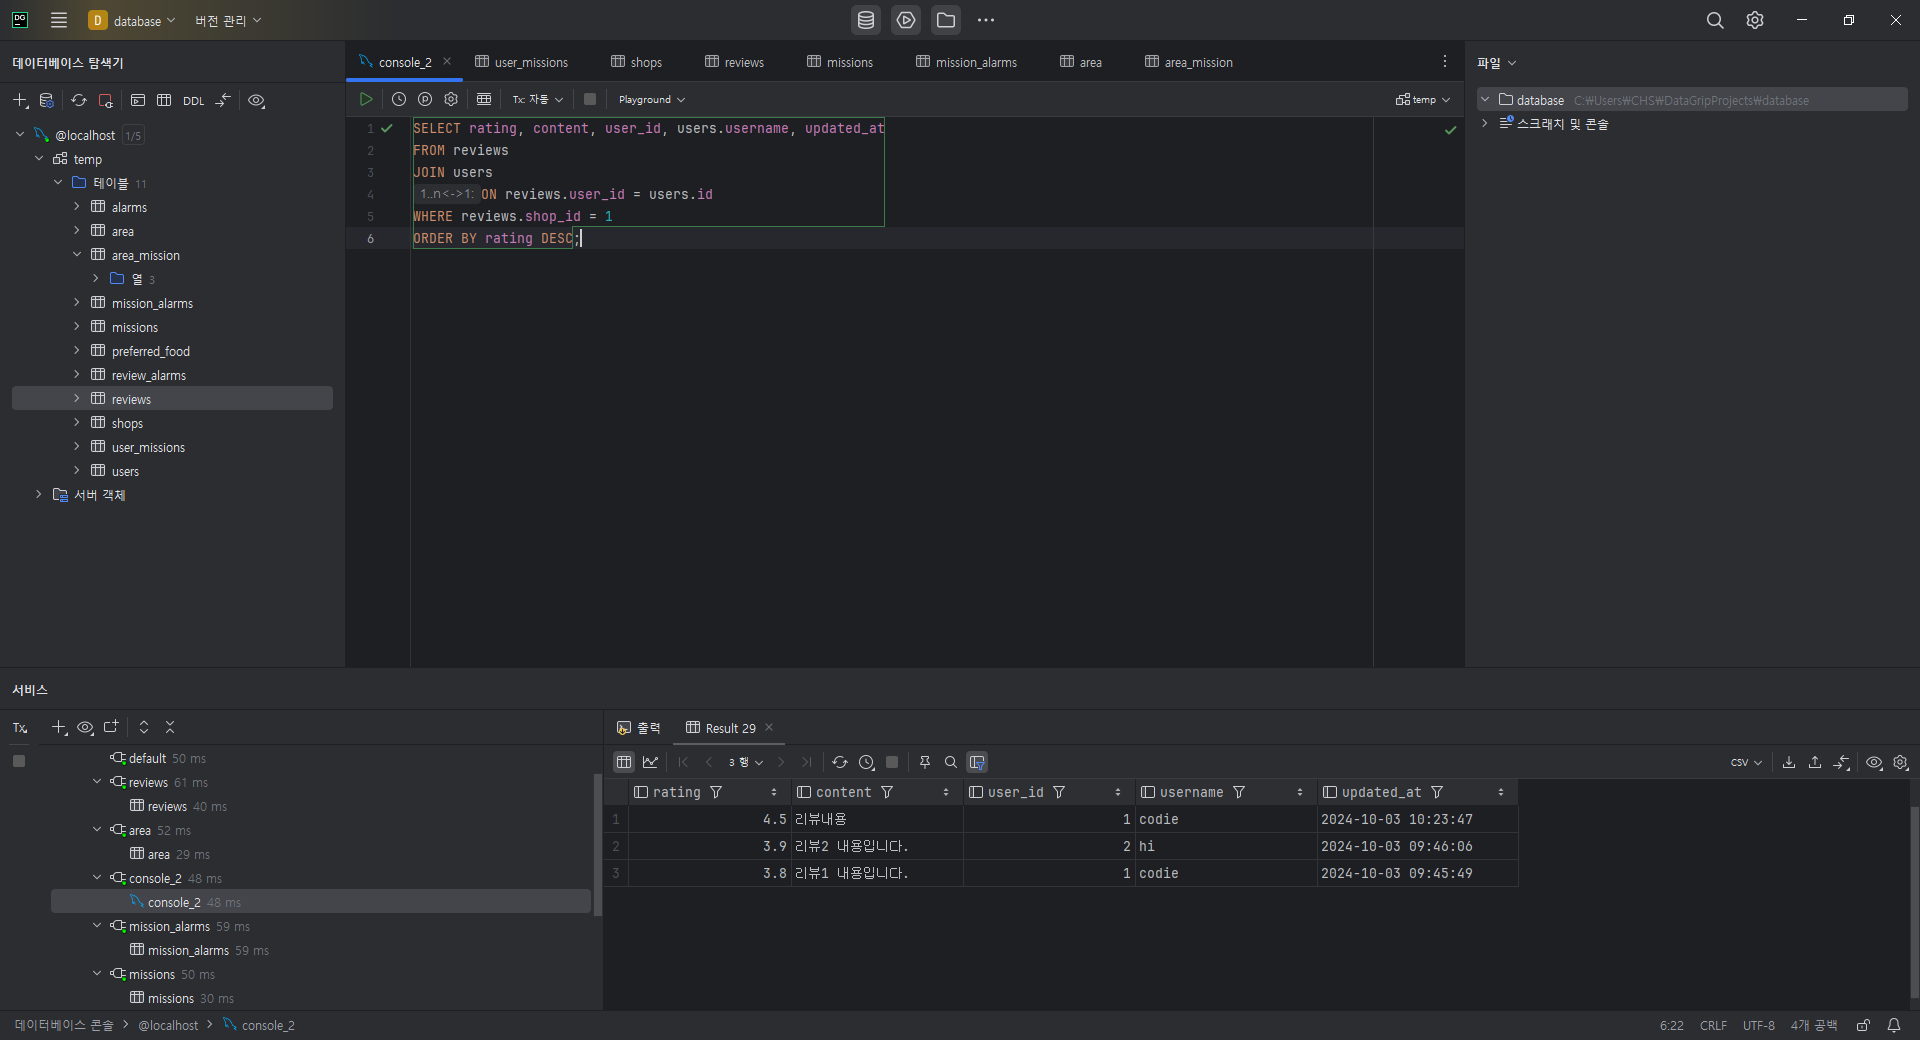 DG
D database 버전 관리
데이터베이스 탐색기
DDL
@localhost 1/5
temp
테이블 11
alarms
area
area_mission
열 3
mission_alarms
missions
preferred_food
review_alarms
reviews
shops
user_missions
users
서버 객체
console_2 user_missions shops reviews missions mission_alarms area area_mission
Tx: 자동 Playground temp
1 SELECT rating, content, user_id, users.username, updated_at
2 FROM reviews
3 JOIN users
4 1..n<->1: ON reviews.user_id = users.id
5 WHERE reviews.shop_id = 1
6 ORDER BY rating DESC;
파일
database C:₩Users₩CHS₩DataGripProjects₩database
스크래치 및 콘솔
서비스
Tx
default 50 ms
reviews 61 ms
reviews 40 ms
area 52 ms
area 29 ms
console_2 48 ms
console_2 48 ms
mission_alarms 59 ms
mission_alarms 59 ms
missions 50 ms
missions 30 ms
출력 Result 29
3 행 CSV
rating content user_id username updated_at
1 4.5 리뷰내용 1 codie 2024-10-03 10:23:47
2 3.9 리뷰2 내용입니다. 2 hi 2024-10-03 09:46:06
3 3.8 리뷰1 내용입니다. 1 codie 2024-10-03 09:45:49
데이터베이스 콘솔 @localhost console_2
6:22 CRLF UTF-8 4개 공백